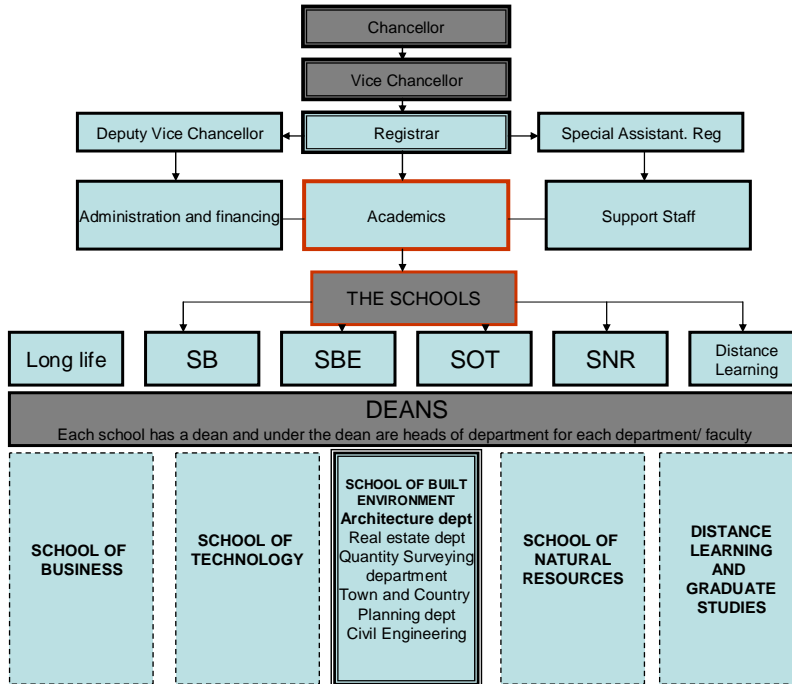 Chancellor
Vice Chancellor
Deputy Vice Chancellor
Registrar
Special Assistant. Reg
Administration and financing
Academics
Support Staff
THE SCHOOLS
Long life
SB
SBE
SOT
SNR
Distance
Learning
DEANS
Each school has a dean and under the dean are heads of department for each department/ faculty
SCHOOL OF
BUSINESS
SCHOOL OF
TECHNOLOGY
SCHOOL OF BUILT
ENVIRONMENT
Architecture dept
Real estate dept
Quantity Surveying
department
Town and Country
Planning dept
Civil Engineering
SCHOOL OF
NATURAL
RESOURCES
DISTANCE
LEARNING
AND
GRADUATE
STUDIES